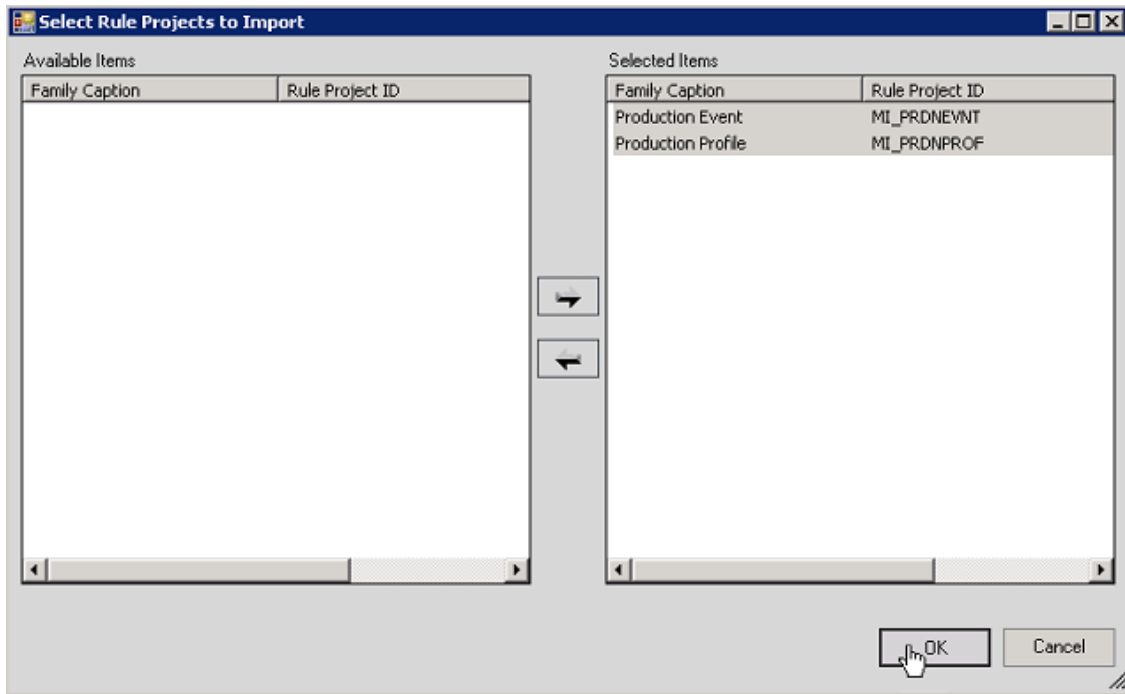 Select Rule Projects to Import
Available Items
Family Caption Rule Project ID
Selected Items
Family Caption Rule Project ID
Production Event MI_PRDNEVNT
Production Profile MI_PRDNPROF
OK Cancel